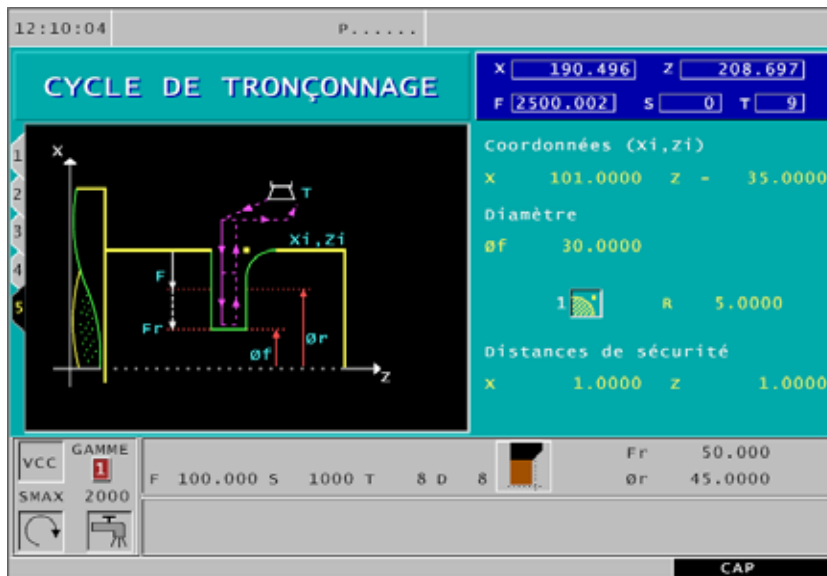 12:10:04 P......
CYCLE DE TRONÇONNAGE
X 190.496 Z 208.697
F 2500.002 S 0 T 9
1
2
3
4
5
X
T
Xi,Zi
F
Fr
Øf
Ør
Z
Coordonnées (Xi,Zi)
X 101.0000 Z - 35.0000
Diamètre
Øf 30.0000
1 R 5.0000
Distances de sécurité
X 1.0000 Z 1.0000
VCC GAMME
1
SMAX 2000
F 100.000 S 1000 T 8 D 8
Fr 50.000
Ør 45.0000
CAP